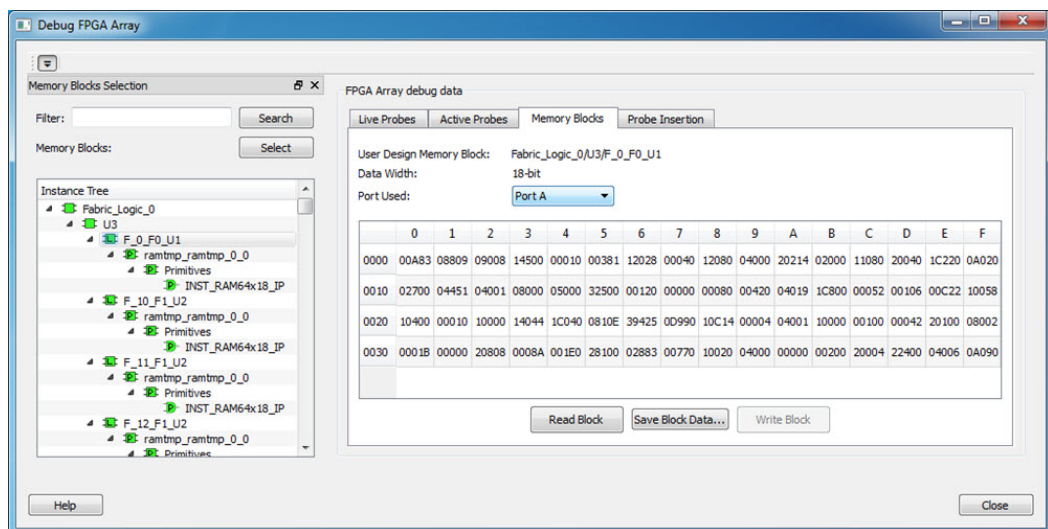 Debug FPGA Array
Memory Blocks Selection
Filter:
Search
Memory Blocks:
Select
Instance Tree
Fabric_Logic_0
U3
F_0_F0_U1
ramtmp_ramtmp_0_0
Primitives
INST_RAM64x18_IP
F_10_F1_U2
ramtmp_ramtmp_0_0
Primitives
INST_RAM64x18_IP
F_11_F1_U2
ramtmp_ramtmp_0_0
Primitives
INST_RAM64x18_IP
F_12_F1_U2
ramtmp_ramtmp_0_0
Primitives
FPGA Array debug data
Live Probes Active Probes Memory Blocks Probe Insertion
User Design Memory Block: Fabric_Logic_0/U3/F_0_F0_U1
Data Width: 18-bit
Port Used: Port A
0 1 2 3 4 5 6 7 8 9 A B C D E F
0000 00A83 08809 09008 14500 00010 00381 12028 00040 12080 04000 20214 02000 11080 20040 1C220 0A020
0010 02700 04451 04001 08000 05000 32500 00120 00000 00080 00420 04019 1C800 00052 00106 00C22 10058
0020 10400 00010 10000 14044 1C040 0810E 39425 0D990 10C14 00004 04001 10000 00100 00042 20100 08002
0030 0001B 00000 20808 0008A 001E0 28100 02883 00770 10020 04000 00000 00200 20004 22400 04006 0A090
Read Block Save Block Data... Write Block
Help Close